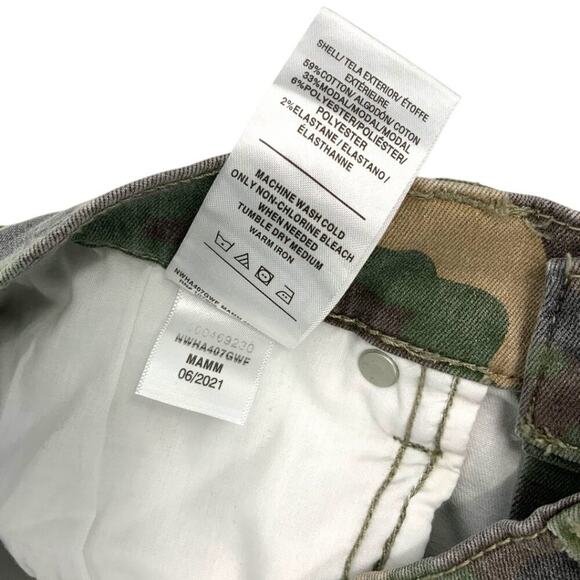 SHELL/TELA EXTERIOR/ÉTOFFE
EXTÉRIEURE
59%COTTON/ALGODÓN/COTON
33%MODAL/MODAL/MODAL
6%POLYESTER/POLIÉSTER/
POLYESTER
2%ELASTANE/ELASTANO/
ÉLASTHANNE
MACHINE WASH COLD
ONLY NON-CHLORINE BLEACH
WHEN NEEDED
TUMBLE DRY MEDIUM
WARM IRON
NWHA407GWF MAMM
NWHA407GWF
MAMM
06/2021